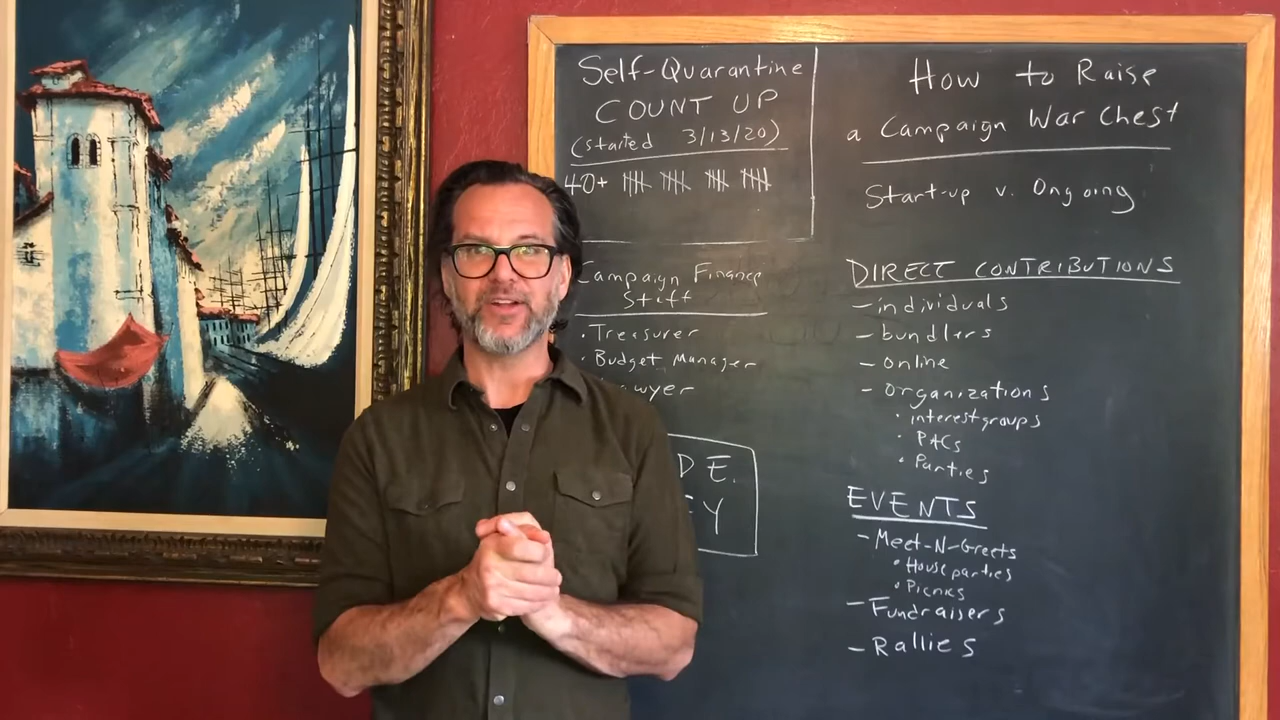 Self-Quarantine
COUNT UP
(started 3/13/20)
40+
Campaign Finance
Staff
· Treasurer
· Budget Manager
awyer
D E.
EY
How to Raise
a Campaign War Chest
Start-up v. Ongoing
DIRECT CONTRIBUTIONS
- individuals
- bundlers
- online
- organizations
· interest groups
· PACs
· Parties
EVENTS
- Meet-N-Greets
· House parties
· Picnics
- Fundraisers
- Rallies